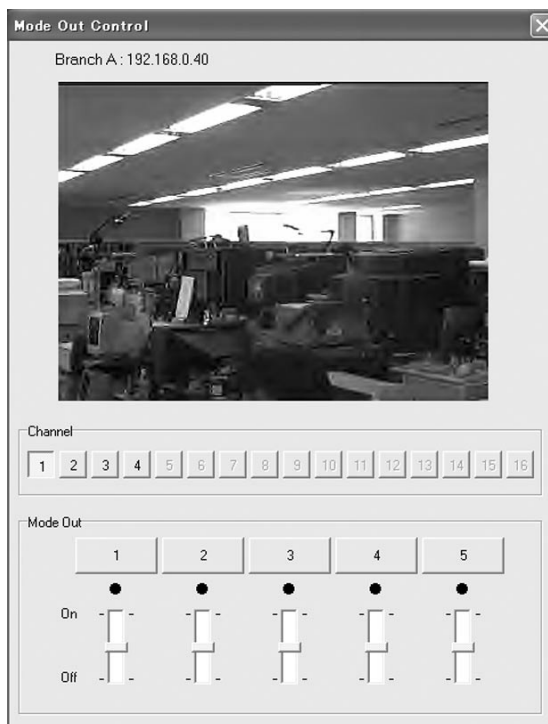 Mode Out Control
Branch A : 192.168.0.40
Channel
1 2 3 4 5 6 7 8 9 10 11 12 13 14 15 16
Mode Out
1 2 3 4 5
On
Off